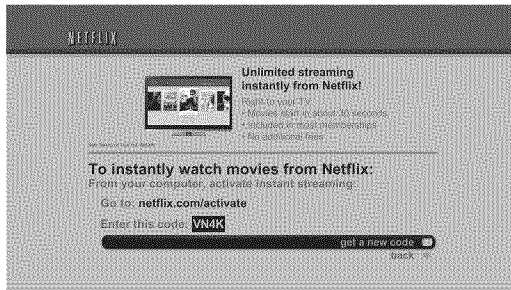 NETFLIX
Unlimited streaming
instantly from Netflix!
Right to your TV
• Movies start in about 30 seconds
• Included in most memberships
• No additional fees
To instantly watch movies from Netflix:
From your computer, activate instant streaming:
Go to: netflix.com/activate
Enter this code: VN4K
get a new code
back